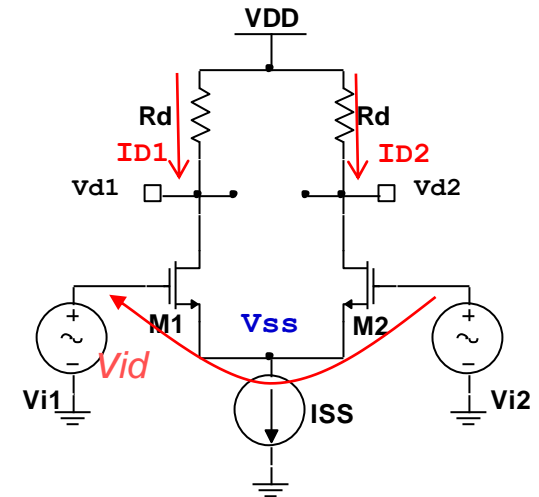 VDD
Rd
Rd
ID1
ID2
Vd1
Vd2
M1
Vss
M2
Vid
Vi1
ISS
Vi2
+
~
−
+
~
−